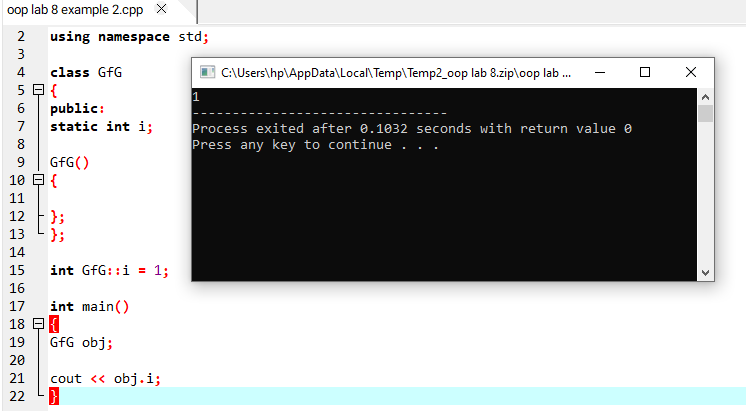 oop lab 8 example 2.cpp ×
2 using namespace std;
3
4 class GfG
5 {
6 public:
7 static int i;
8
9 GfG()
10 {
11
12 };
13 };
14
15 int GfG::i = 1;
16
17 int main()
18 {
19 GfG obj;
20
21 cout << obj.i;
22 }
C:\Users\hp\AppData\Local\Temp\Temp2_oop lab 8.zip\oop lab ...
1
--------------------------------
Process exited after 0.1032 seconds with return value 0
Press any key to continue . . .